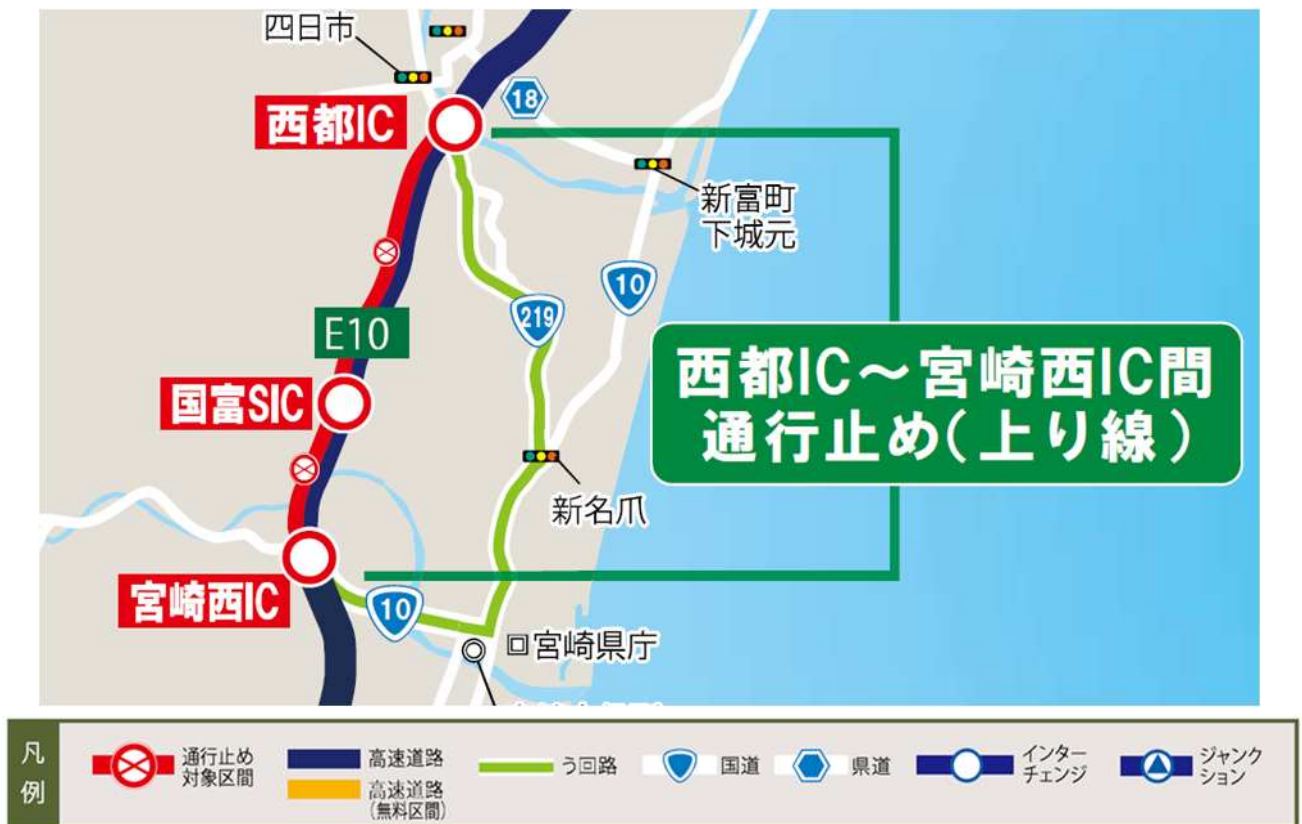 四日市
西都IC
18
新富町
下城元
10
219
E10
西都IC～宮崎西IC間
通行止め(上り線)
国富SIC
新名爪
宮崎西IC
10
宮崎県庁
凡例
通行止め
対象区間
高速道路
高速道路
(無料区間)
う回路
国道
県道
インター
チェンジ
ジャンク
ション